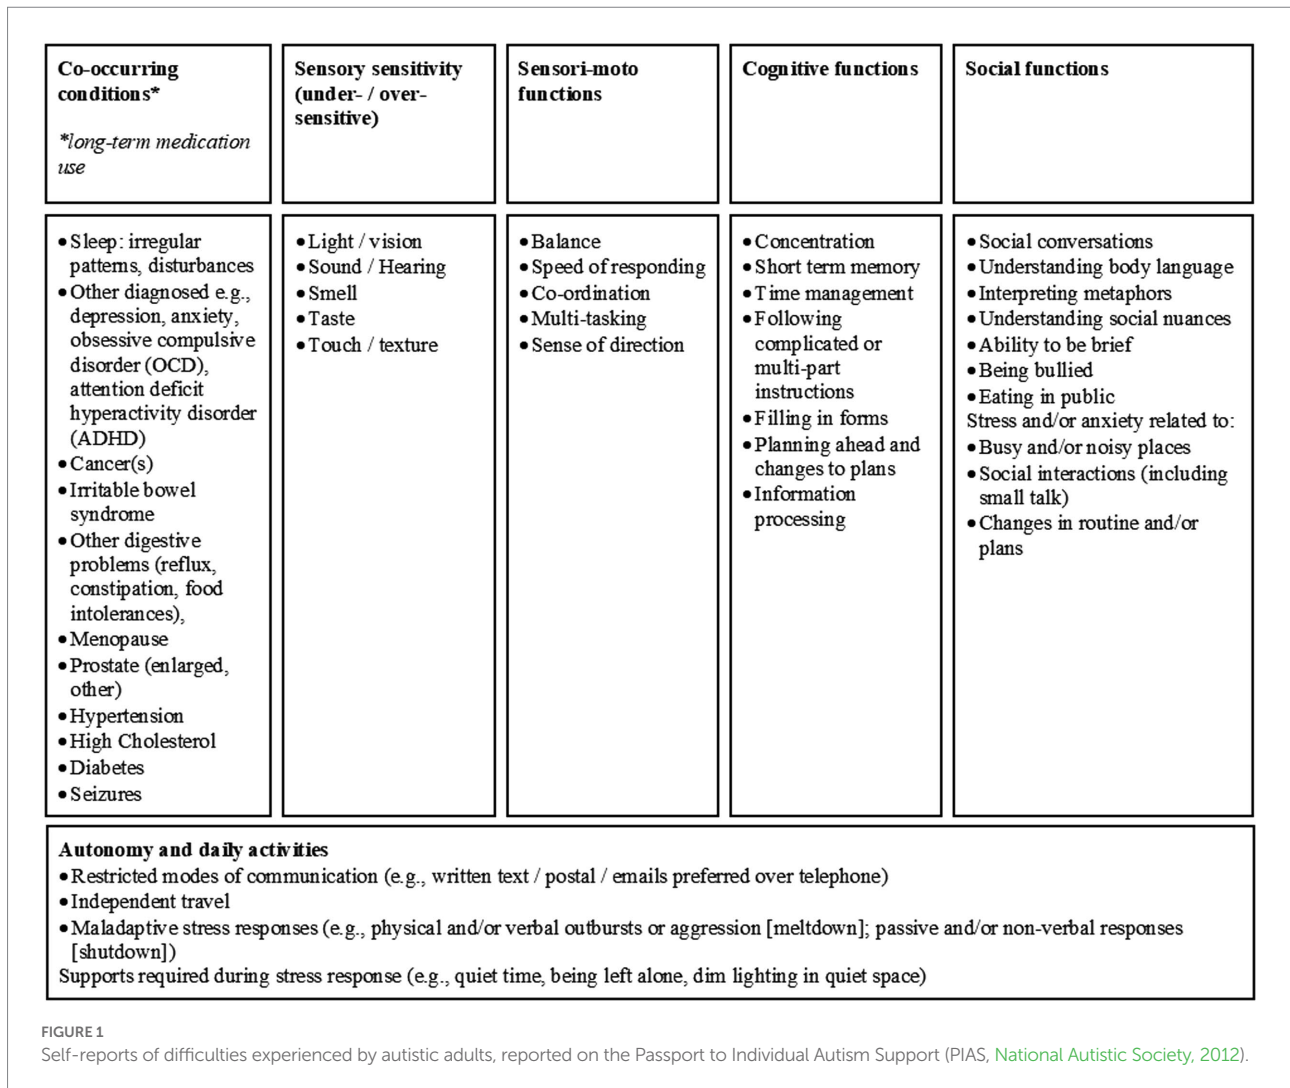 Co-occurring
conditions*
*long-term medication
use
Sensory sensitivity
(under- / over-
sensitive)
Sensori-moto
functions
Cognitive functions
Social functions
• Sleep: irregular
patterns, disturbances
• Other diagnosed e.g.,
depression, anxiety,
obsessive compulsive
disorder (OCD),
attention deficit
hyperactivity disorder
(ADHD)
• Cancer(s)
• Irritable bowel
syndrome
• Other digestive
problems (reflux,
constipation, food
intolerances),
• Menopause
• Prostate (enlarged,
other)
• Hypertension
• High Cholesterol
• Diabetes
• Seizures
• Light / vision
• Sound / Hearing
• Smell
• Taste
• Touch / texture
• Balance
• Speed of responding
• Co-ordination
• Multi-tasking
• Sense of direction
• Concentration
• Short term memory
• Time management
• Following
complicated or
multi-part
instructions
• Filling in forms
• Planning ahead and
changes to plans
• Information
processing
• Social conversations
• Understanding body language
• Interpreting metaphors
• Understanding social nuances
• Ability to be brief
• Being bullied
• Eating in public
Stress and/or anxiety related to:
• Busy and/or noisy places
• Social interactions (including
small talk)
• Changes in routine and/or
plans
Autonomy and daily activities
• Restricted modes of communication (e.g., written text / postal / emails preferred over telephone)
• Independent travel
• Maladaptive stress responses (e.g., physical and/or verbal outbursts or aggression [meltdown]; passive and/or non-verbal responses
[shutdown])
Supports required during stress response (e.g., quiet time, being left alone, dim lighting in quiet space)
FIGURE 1
Self-reports of difficulties experienced by autistic adults, reported on the Passport to Individual Autism Support (PIAS, National Autistic Society, 2012).